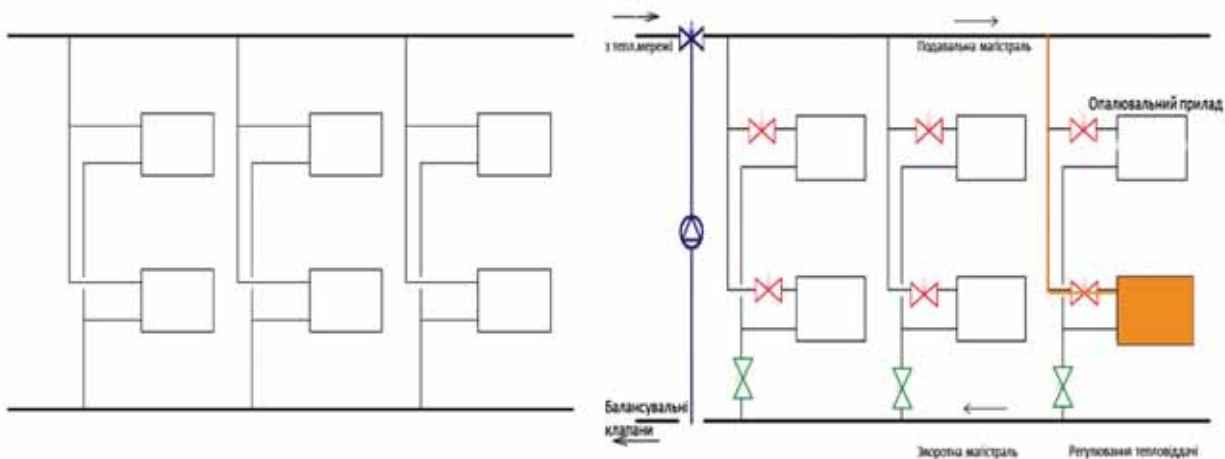 з тепл.мережі
Подавальна магістраль
Опалювальний прилад
Балансувальні
клапани
Зворотна магістраль
Регулювання тепловіддачі